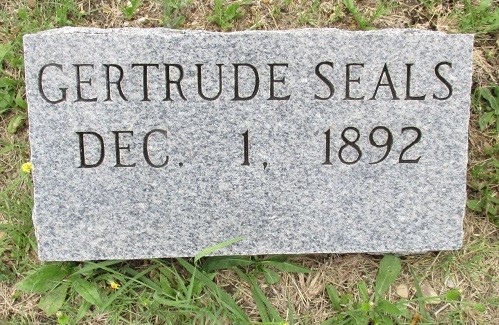 GERTRUDE SEALS
DEC. 1, 1892